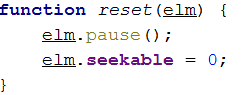 function reset(elm) {
    elm.pause();
    elm.seekable = 0;
}